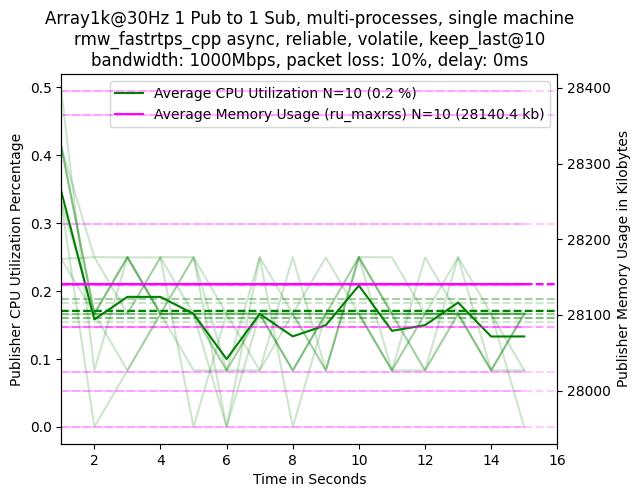 Array1k@30Hz 1 Pub to 1 Sub, multi-processes, single machine
rmw_fastrtps_cpp async, reliable, volatile, keep_last@10
bandwidth: 1000Mbps, packet loss: 10%, delay: 0ms
Average CPU Utilization N=10 (0.2 %)
Average Memory Usage (ru_maxrss) N=10 (28140.4 kb)
Publisher CPU Utilization Percentage
0.5
0.4
0.3
0.2
0.1
0.0
28400
28300
28200
28100
28000
Publisher Memory Usage in Kilobytes
2 4 6 8 10 12 14 16
Time in Seconds